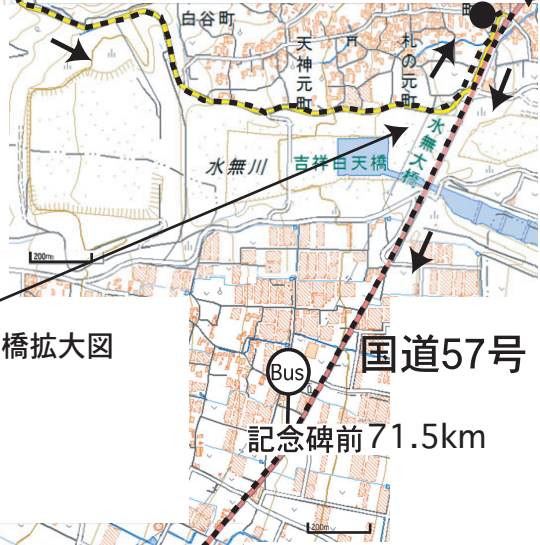 白谷町
天神元町
札の元町
町
水無川
吉祥白天橋
水無大橋
200m
橋拡大図
国道57号
Bus
記念碑前71.5km
200m